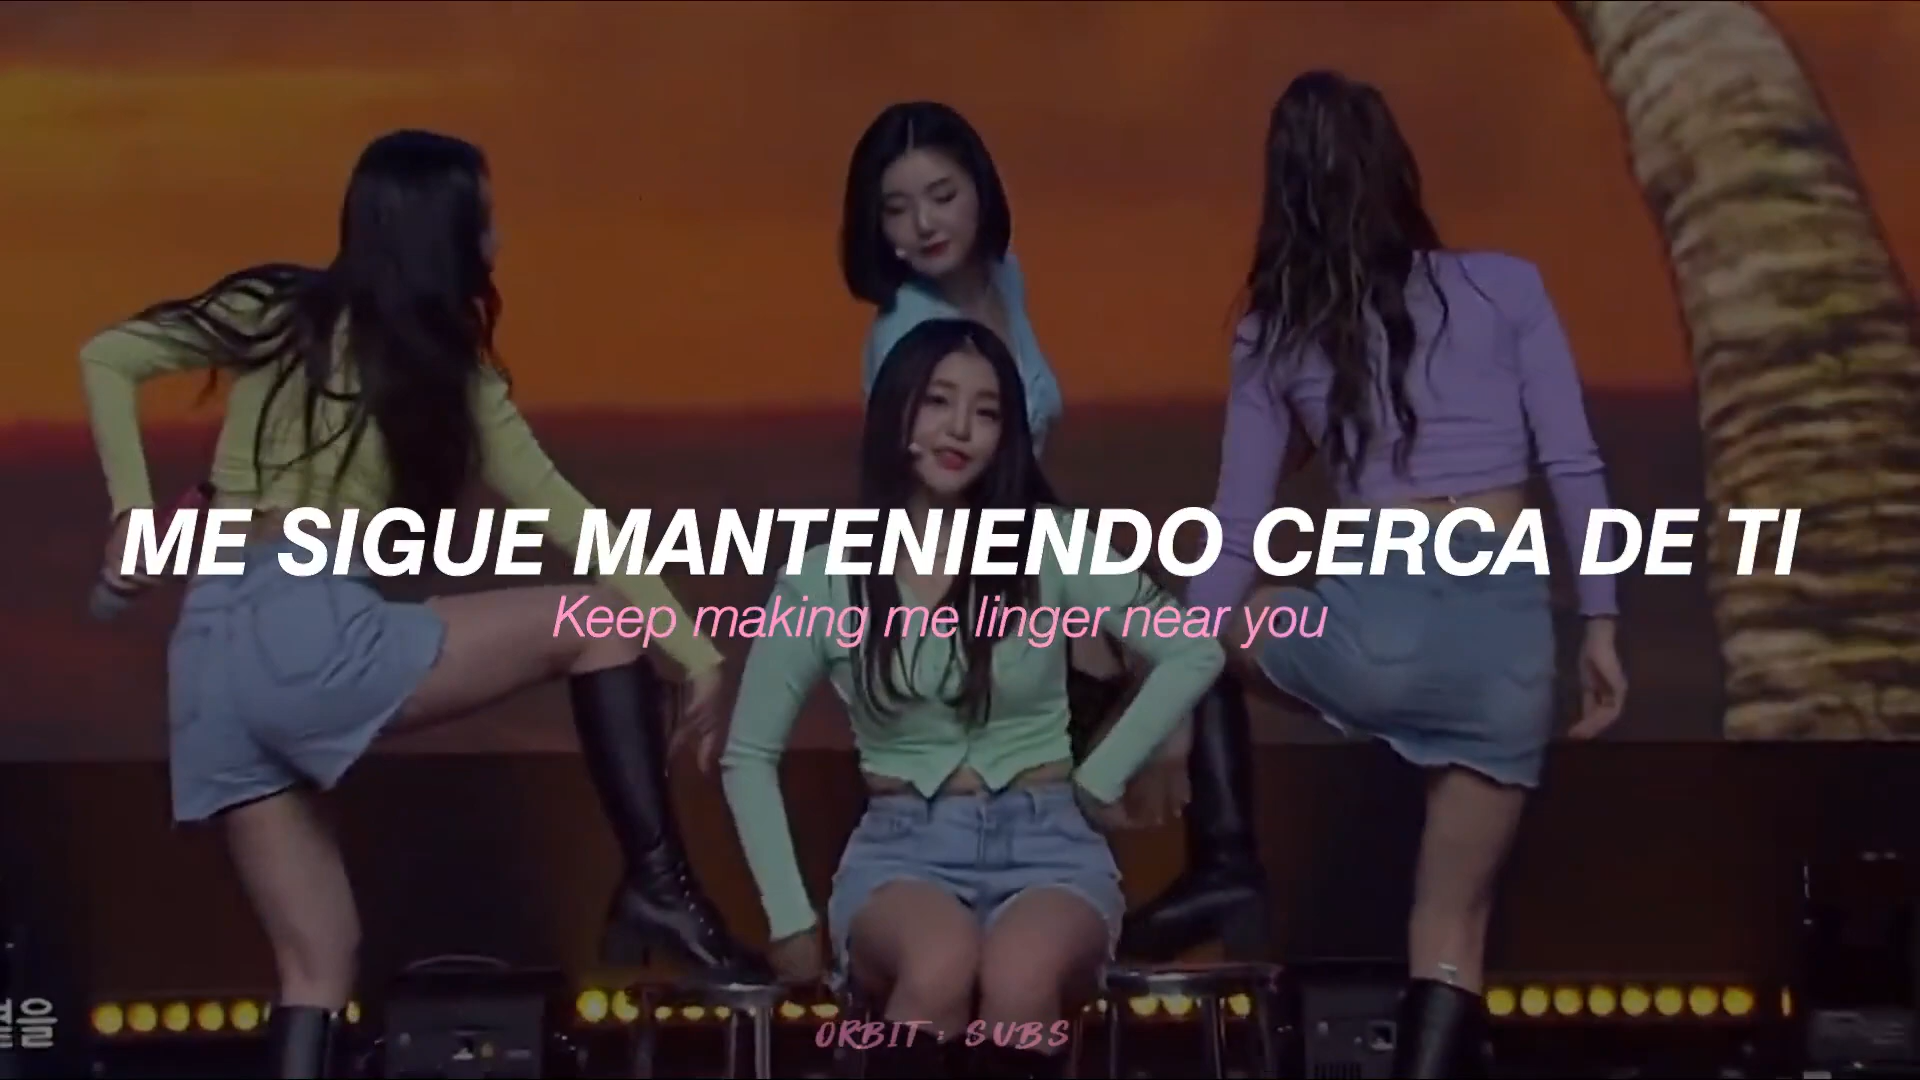 ME SIGUE MANTENIENDO CERCA DE TI
Keep making me linger near you
ORBIT : SUBS